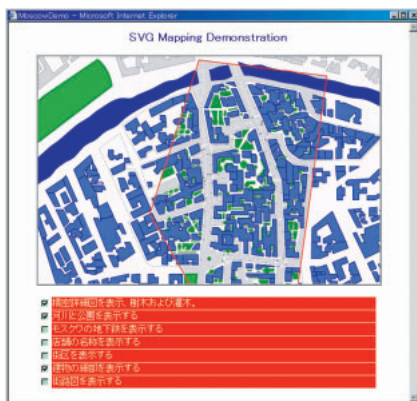 MoscowDemo - Microsoft Internet Explorer
SVG Mapping Demonstration
精密詳細図を表示、樹木および灌木。
河川と公園を表示する
モスクワの地下鉄を表示する
店舗の名称を表示する
街区を表示する
建物の細部を表示する
街路図を表示する